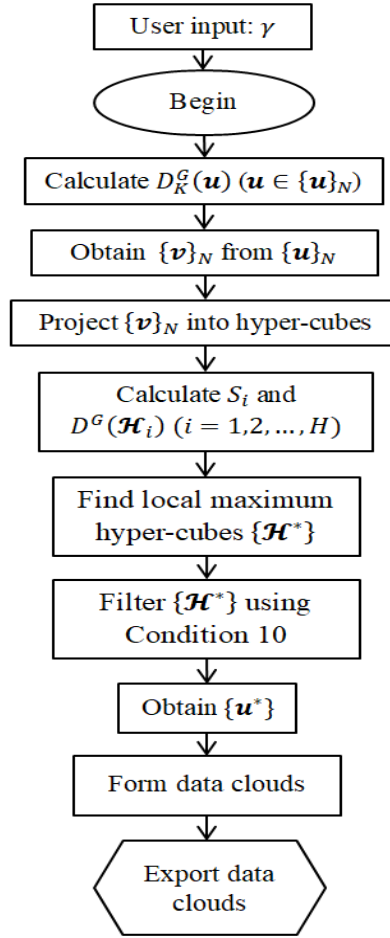 User input: γ
Begin
Calculate D_K^G(𝒖) (𝒖 ∈ {𝒖}_N)
Obtain {𝒗}_N from {𝒖}_N
Project {𝒗}_N into hyper-cubes
Calculate S_i and
D^G(𝓗_i) (i = 1,2, …, H)
Find local maximum
hyper-cubes {𝓗*}
Filter {𝓗*} using
Condition 10
Obtain {𝒖*}
Form data clouds
Export data
clouds